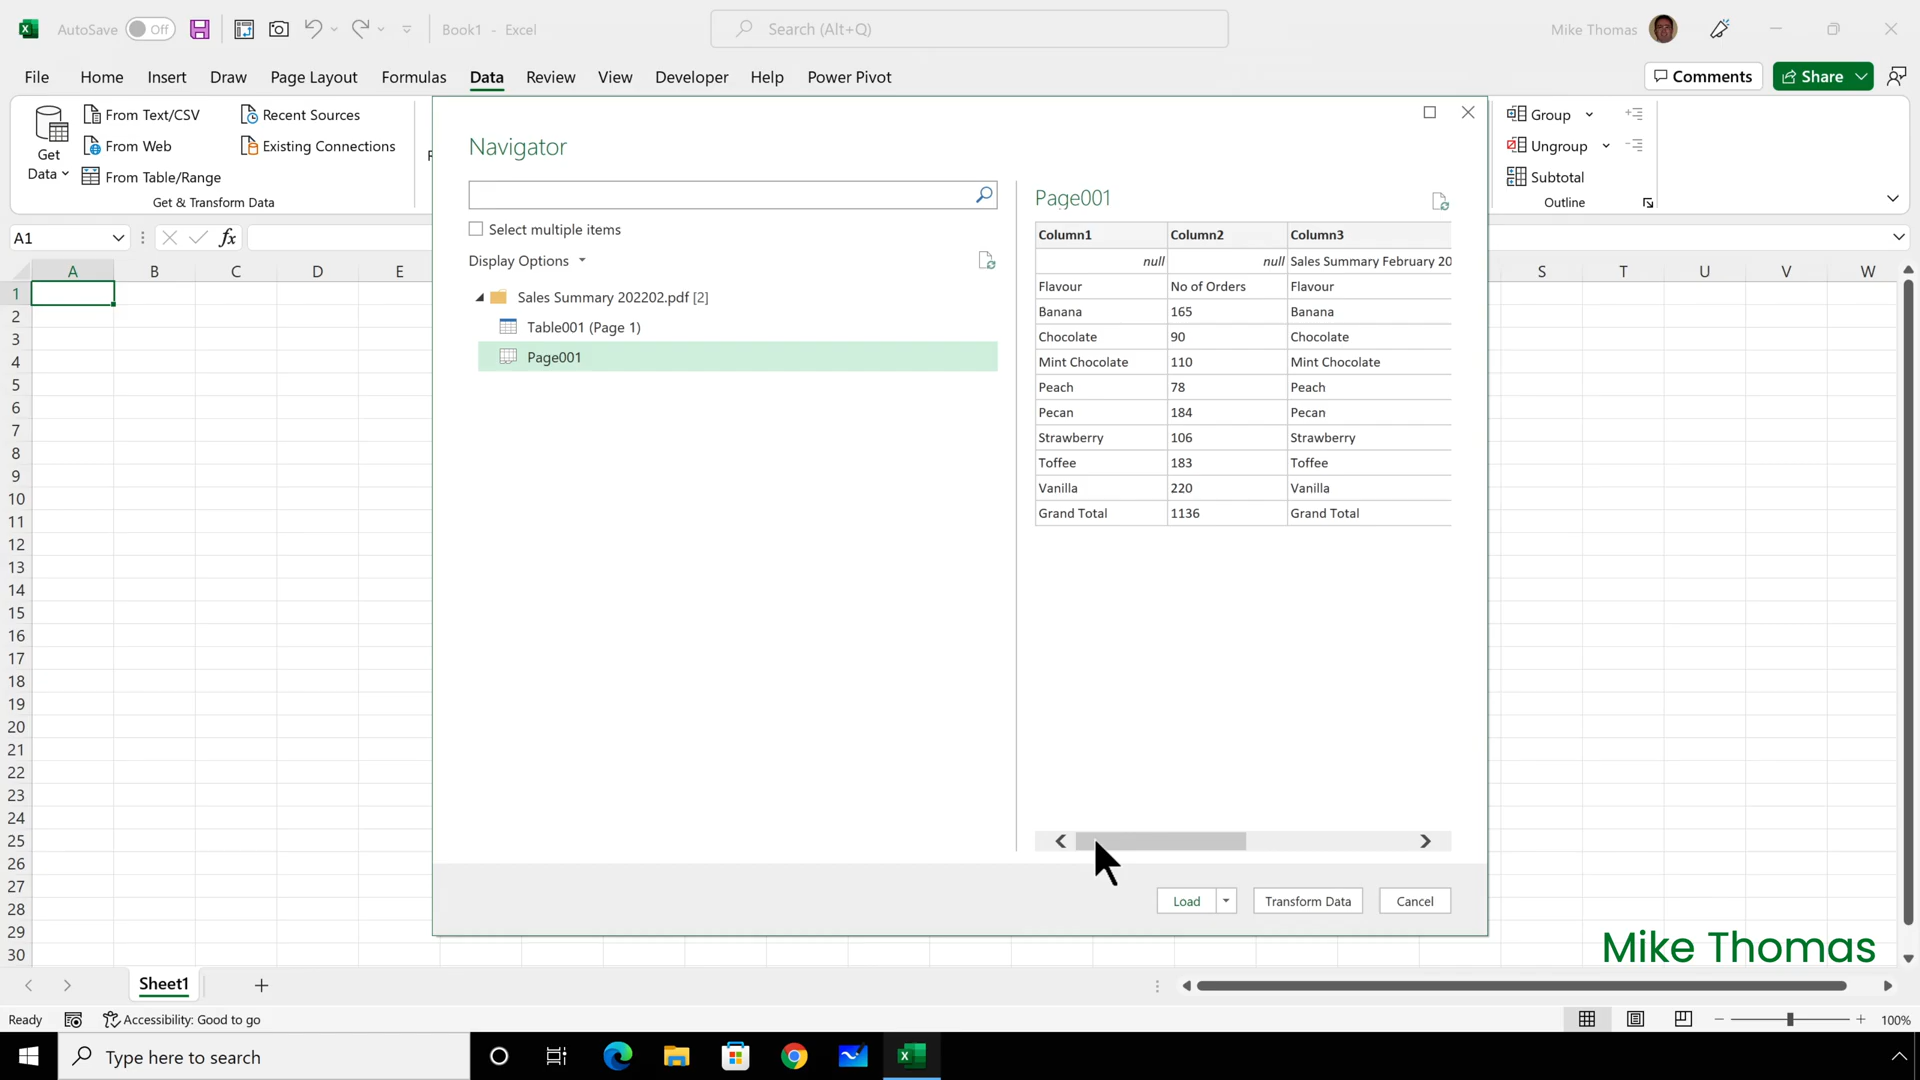 AutoSave Off Book1 - Excel Search (Alt+Q) Mike Thomas
File Home Insert Draw Page Layout Formulas Data Review View Developer Help Power Pivot Comments Share
Get Data
From Text/CSV
From Web
From Table/Range
Recent Sources
Existing Connections
Get & Transform Data
Group
Ungroup
Subtotal
Outline
A1 fx
A B C D E S T U V W
1
2
3
4
5
6
7
8
9
10
11
12
13
14
15
16
17
18
19
20
21
22
23
24
25
26
27
28
29
30
Navigator
Select multiple items
Display Options
Sales Summary 202202.pdf [2]
Table001 (Page 1)
Page001
Page001
Column1 Column2 Column3
null null Sales Summary February 20
Flavour No of Orders Flavour
Banana 165 Banana
Chocolate 90 Chocolate
Mint Chocolate 110 Mint Chocolate
Peach 78 Peach
Pecan 184 Pecan
Strawberry 106 Strawberry
Toffee 183 Toffee
Vanilla 220 Vanilla
Grand Total 1136 Grand Total
Load Transform Data Cancel
Mike Thomas
Sheet1
Ready Accessibility: Good to go 100%
Type here to search